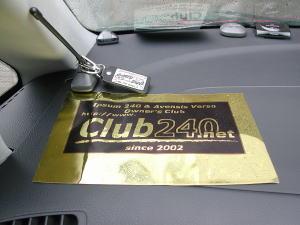 Ipsum 240 & Avensis Verso
Owner's Club
http://www.
Club240.net
since 2002